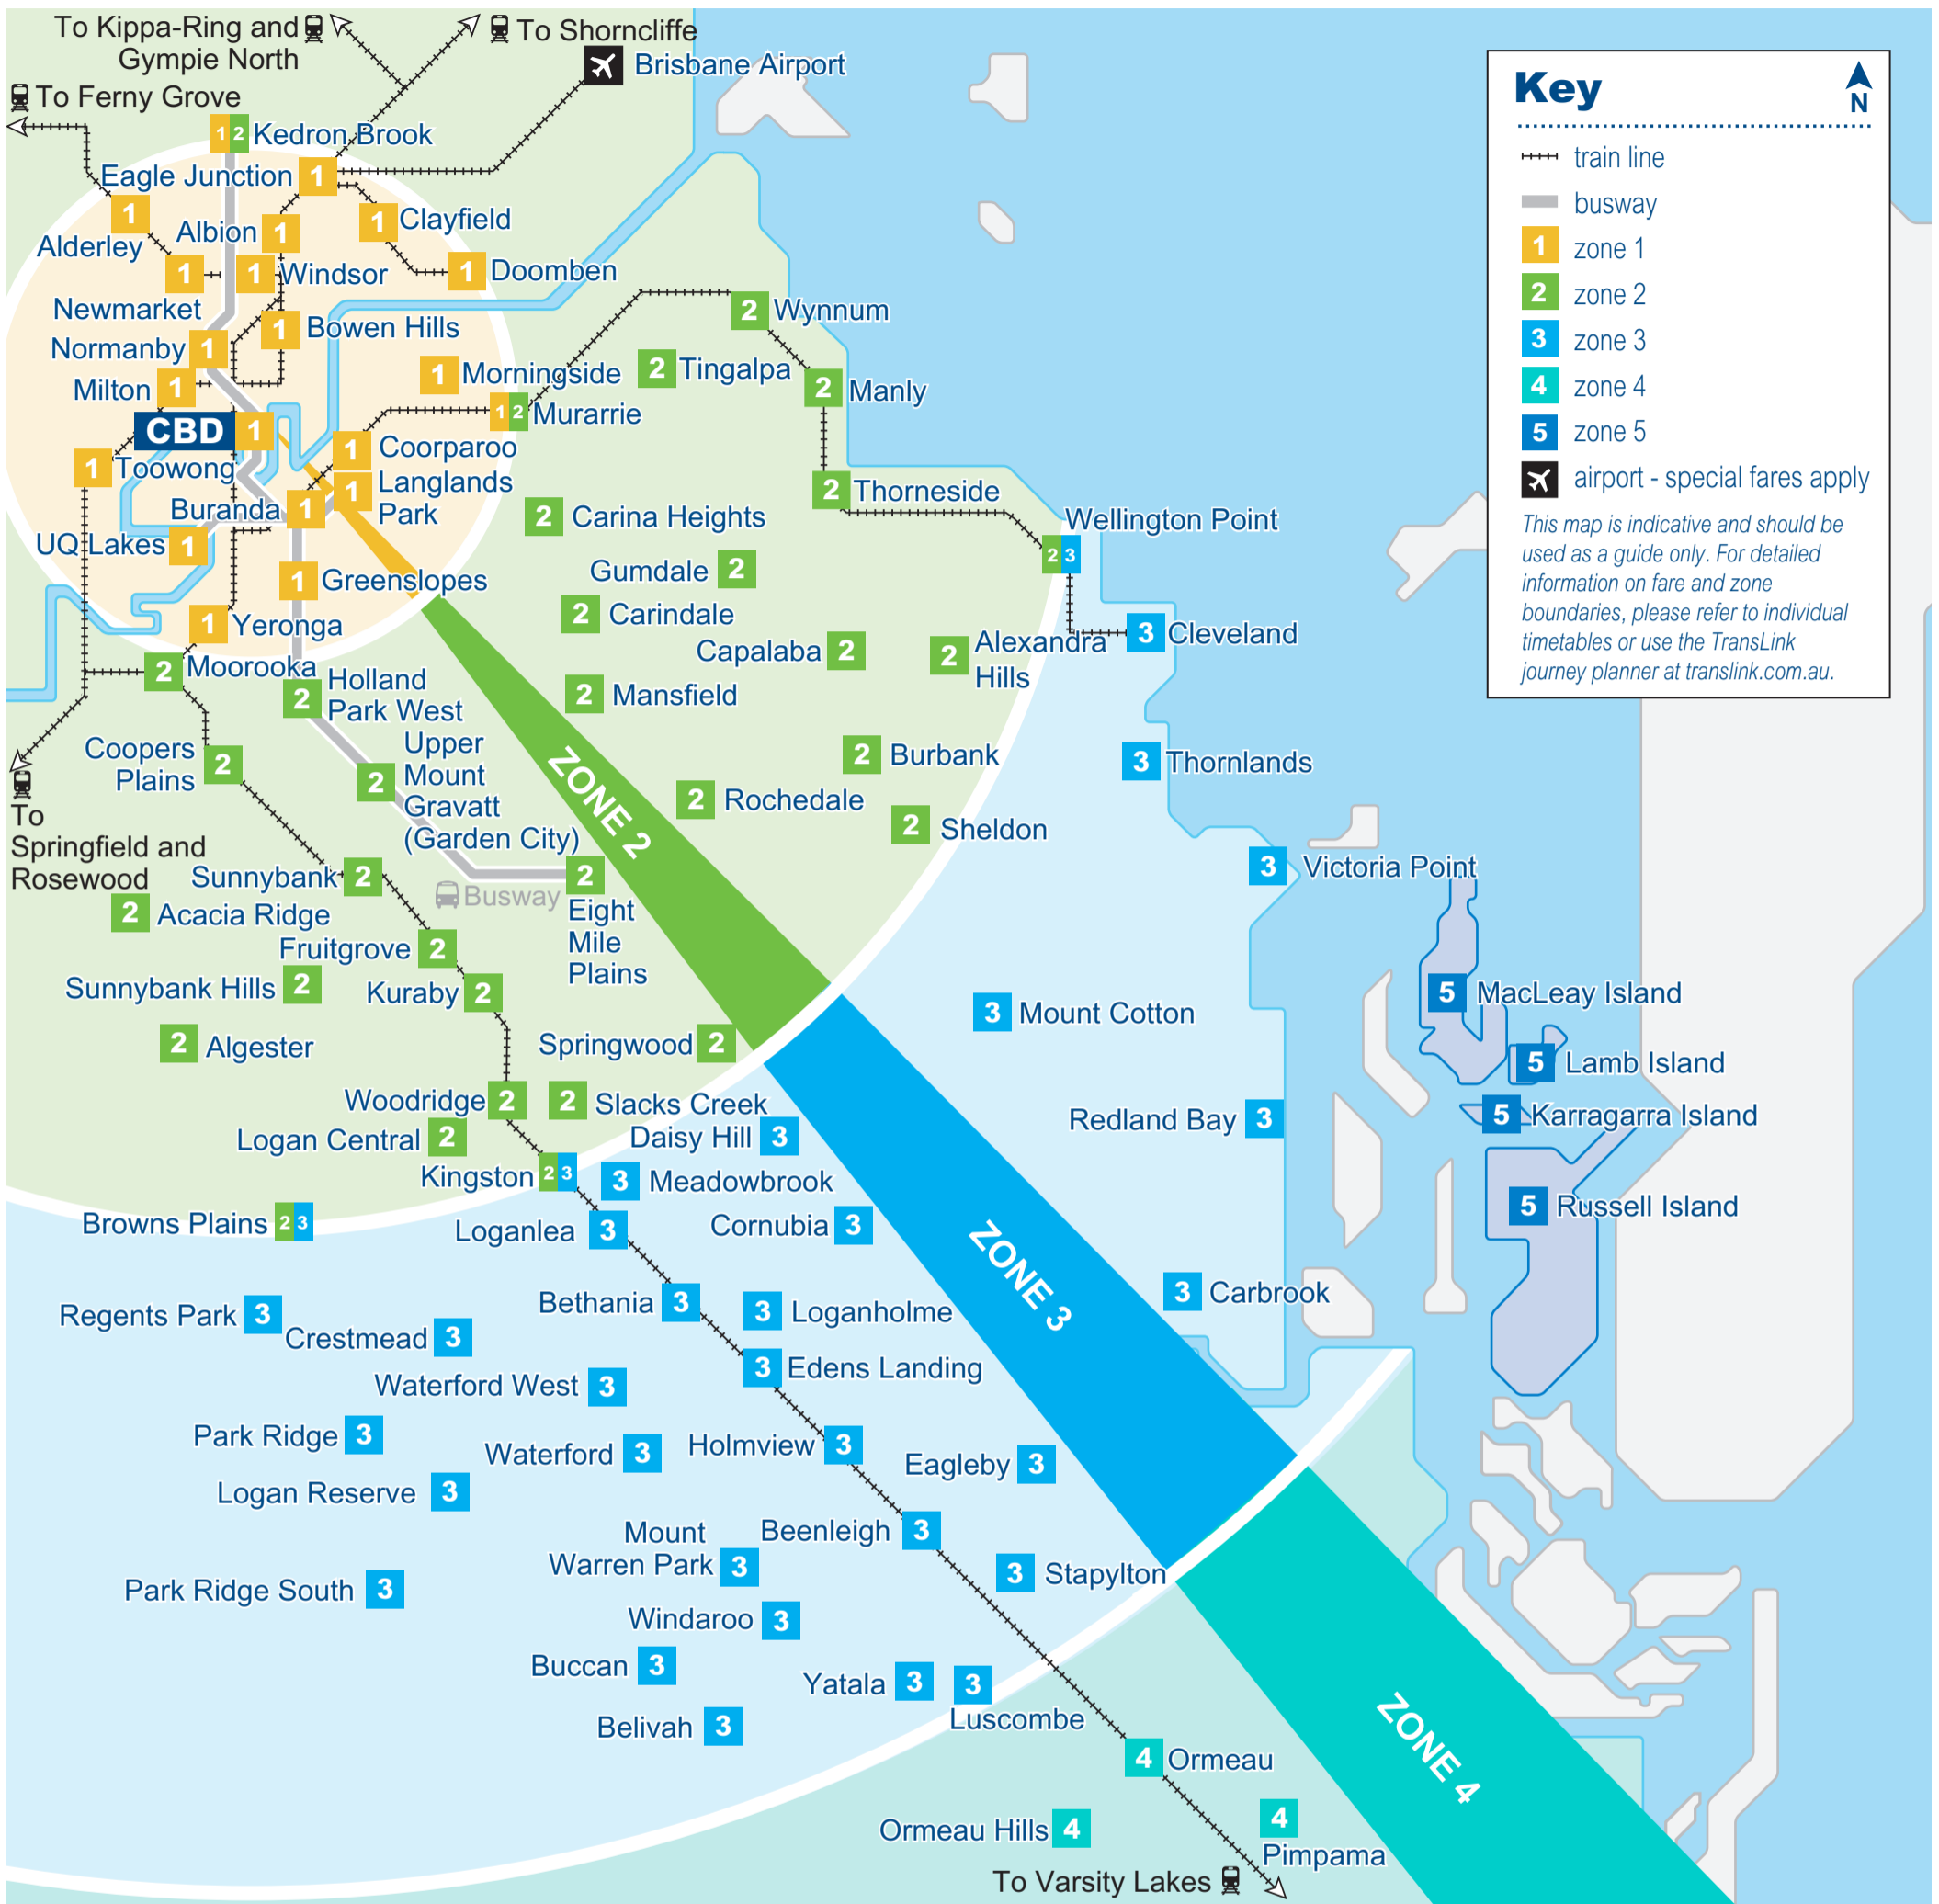 To Kippa-Ring and
Gympie North
To Shorncliffe
Brisbane Airport
To Ferny Grove
1 2 Kedron Brook
Eagle Junction 1
1
Alderley
Albion 1
1 Clayfield
1
Newmarket
1 Windsor
1 Doomben
1 Bowen Hills
Normanby 1
Milton 1
1 Morningside
1 2 Murarrie
CBD 1
1 Toowong
1 Coorparoo
1 Langlands
Park
Buranda 1
UQ Lakes 1
1 Greenslopes
1 Yeronga
2 Wynnum
2 Tingalpa
2 Manly
2 Thorneside
Wellington Point
2 3
2 Carina Heights
Gumdale 2
2 Carindale
Capalaba 2
2 Alexandra
Hills
3 Cleveland
2 Moorooka
2 Holland
Park West
2 Mansfield
Upper
2 Mount
Gravatt
(Garden City)
Coopers
Plains 2
2 Burbank
2 Rochedale
2 Sheldon
3 Thornlands
3 Victoria Point
To
Springfield and
Rosewood
ZONE 2
Sunnybank 2
Busway
2
Eight
Mile
Plains
2 Acacia Ridge
Fruitgrove 2
Sunnybank Hills 2
Kuraby 2
2 Algester
Springwood 2
3 Mount Cotton
5 MacLeay Island
5 Lamb Island
5 Karragarra Island
5 Russell Island
Redland Bay 3
Woodridge 2
2 Slacks Creek
Logan Central 2
Daisy Hill 3
Kingston 2 3
3 Meadowbrook
Browns Plains 2 3
Loganlea 3
Cornubia 3
ZONE 3
3 Carbrook
Regents Park 3
Crestmead 3
Bethania 3
3 Loganholme
3 Edens Landing
Waterford West 3
Park Ridge 3
Waterford 3
Holmview 3
Eagleby 3
Logan Reserve 3
Mount
Warren Park 3
Beenleigh 3
3 Stapylton
Park Ridge South 3
Windaroo 3
Buccan 3
Yatala 3
3
Luscombe
Belivah 3
ZONE 4
4 Ormeau
Ormeau Hills 4
4
Pimpama
To Varsity Lakes
Key
N
train line
busway
1 zone 1
2 zone 2
3 zone 3
4 zone 4
5 zone 5
airport - special fares apply
This map is indicative and should be
used as a guide only. For detailed
information on fare and zone
boundaries, please refer to individual
timetables or use the TransLink
journey planner at translink.com.au.